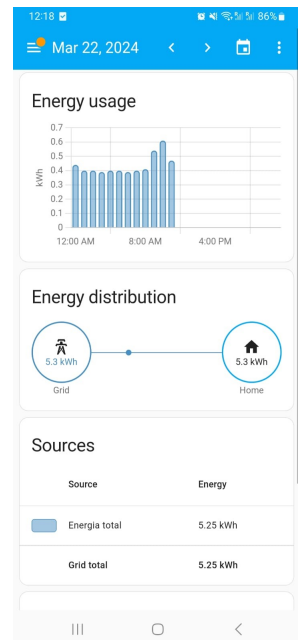 12:18 86%
Mar 22, 2024
Energy usage
0.7
0.6
0.5
0.4
0.3
0.2
0.1
0
kWh
12:00 AM 8:00 AM 4:00 PM
Energy distribution
5.3 kWh 5.3 kWh
Grid Home
Sources
Source Energy
Energia total 5.25 kWh
Grid total 5.25 kWh